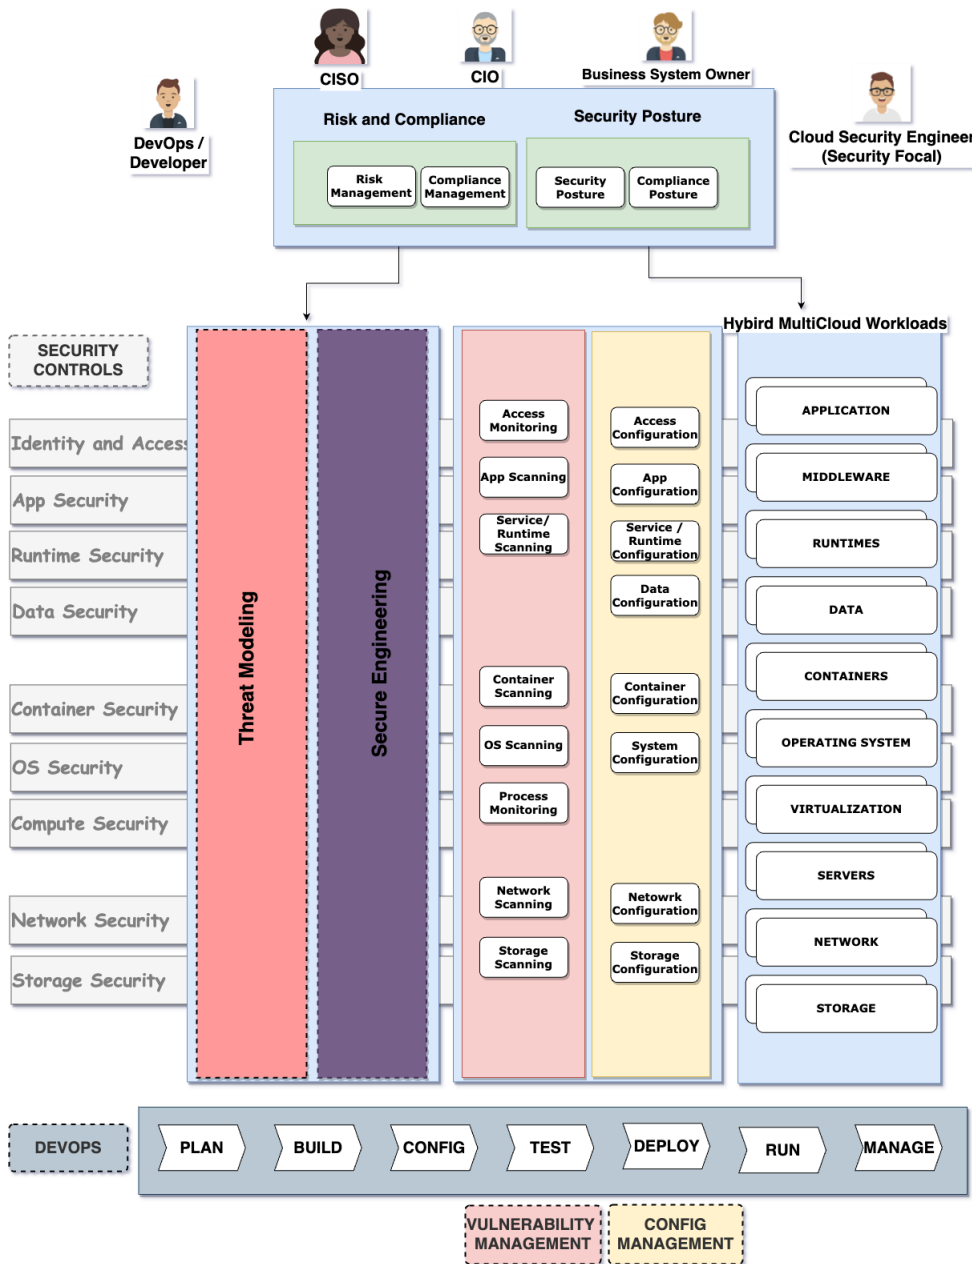 CISO
CIO
Business System Owner
DevOps /
Developer
Cloud Security Engineer
(Security Focal)
Risk and Compliance
Security Posture
Risk
Management
Compliance
Management
Security
Posture
Compliance
Posture
Hybird MultiCloud Workloads
SECURITY
CONTROLS
Identity and Access
App Security
Runtime Security
Data Security
Container Security
OS Security
Compute Security
Network Security
Storage Security
Threat Modeling
Secure Engineering
Access
Monitoring
App Scanning
Service/
Runtime
Scanning
Container
Scanning
OS Scanning
Process
Monitoring
Network
Scanning
Storage
Scanning
Access
Configuration
App
Configuration
Service /
Runtime
Configuration
Data
Configuration
Container
Configuration
System
Configuration
Netowrk
Configuration
Storage
Configuration
APPLICATION
MIDDLEWARE
RUNTIMES
DATA
CONTAINERS
OPERATING SYSTEM
VIRTUALIZATION
SERVERS
NETWORK
STORAGE
DEVOPS
PLAN
BUILD
CONFIG
TEST
DEPLOY
RUN
MANAGE
VULNERABILITY
MANAGEMENT
CONFIG
MANAGEMENT